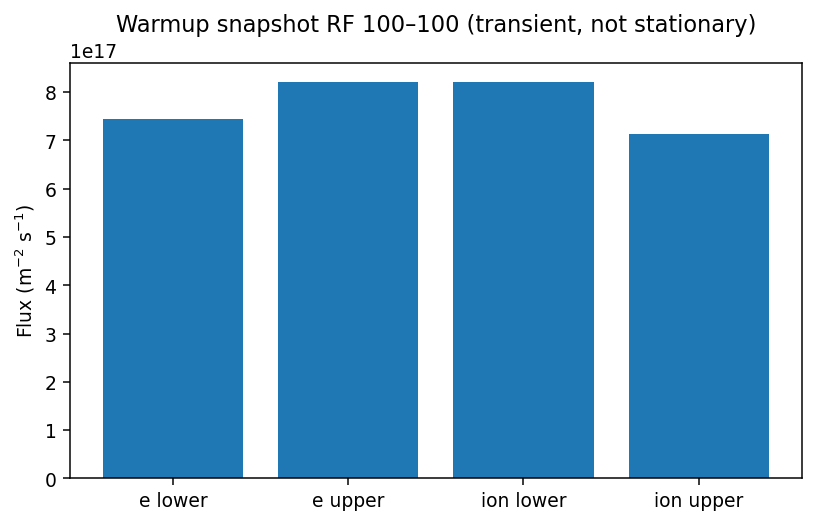 Warmup snapshot RF 100–100 (transient, not stationary)
1e17
8
7
6
5
4
3
2
1
0
Flux (m⁻² s⁻¹)
e lower e upper ion lower ion upper